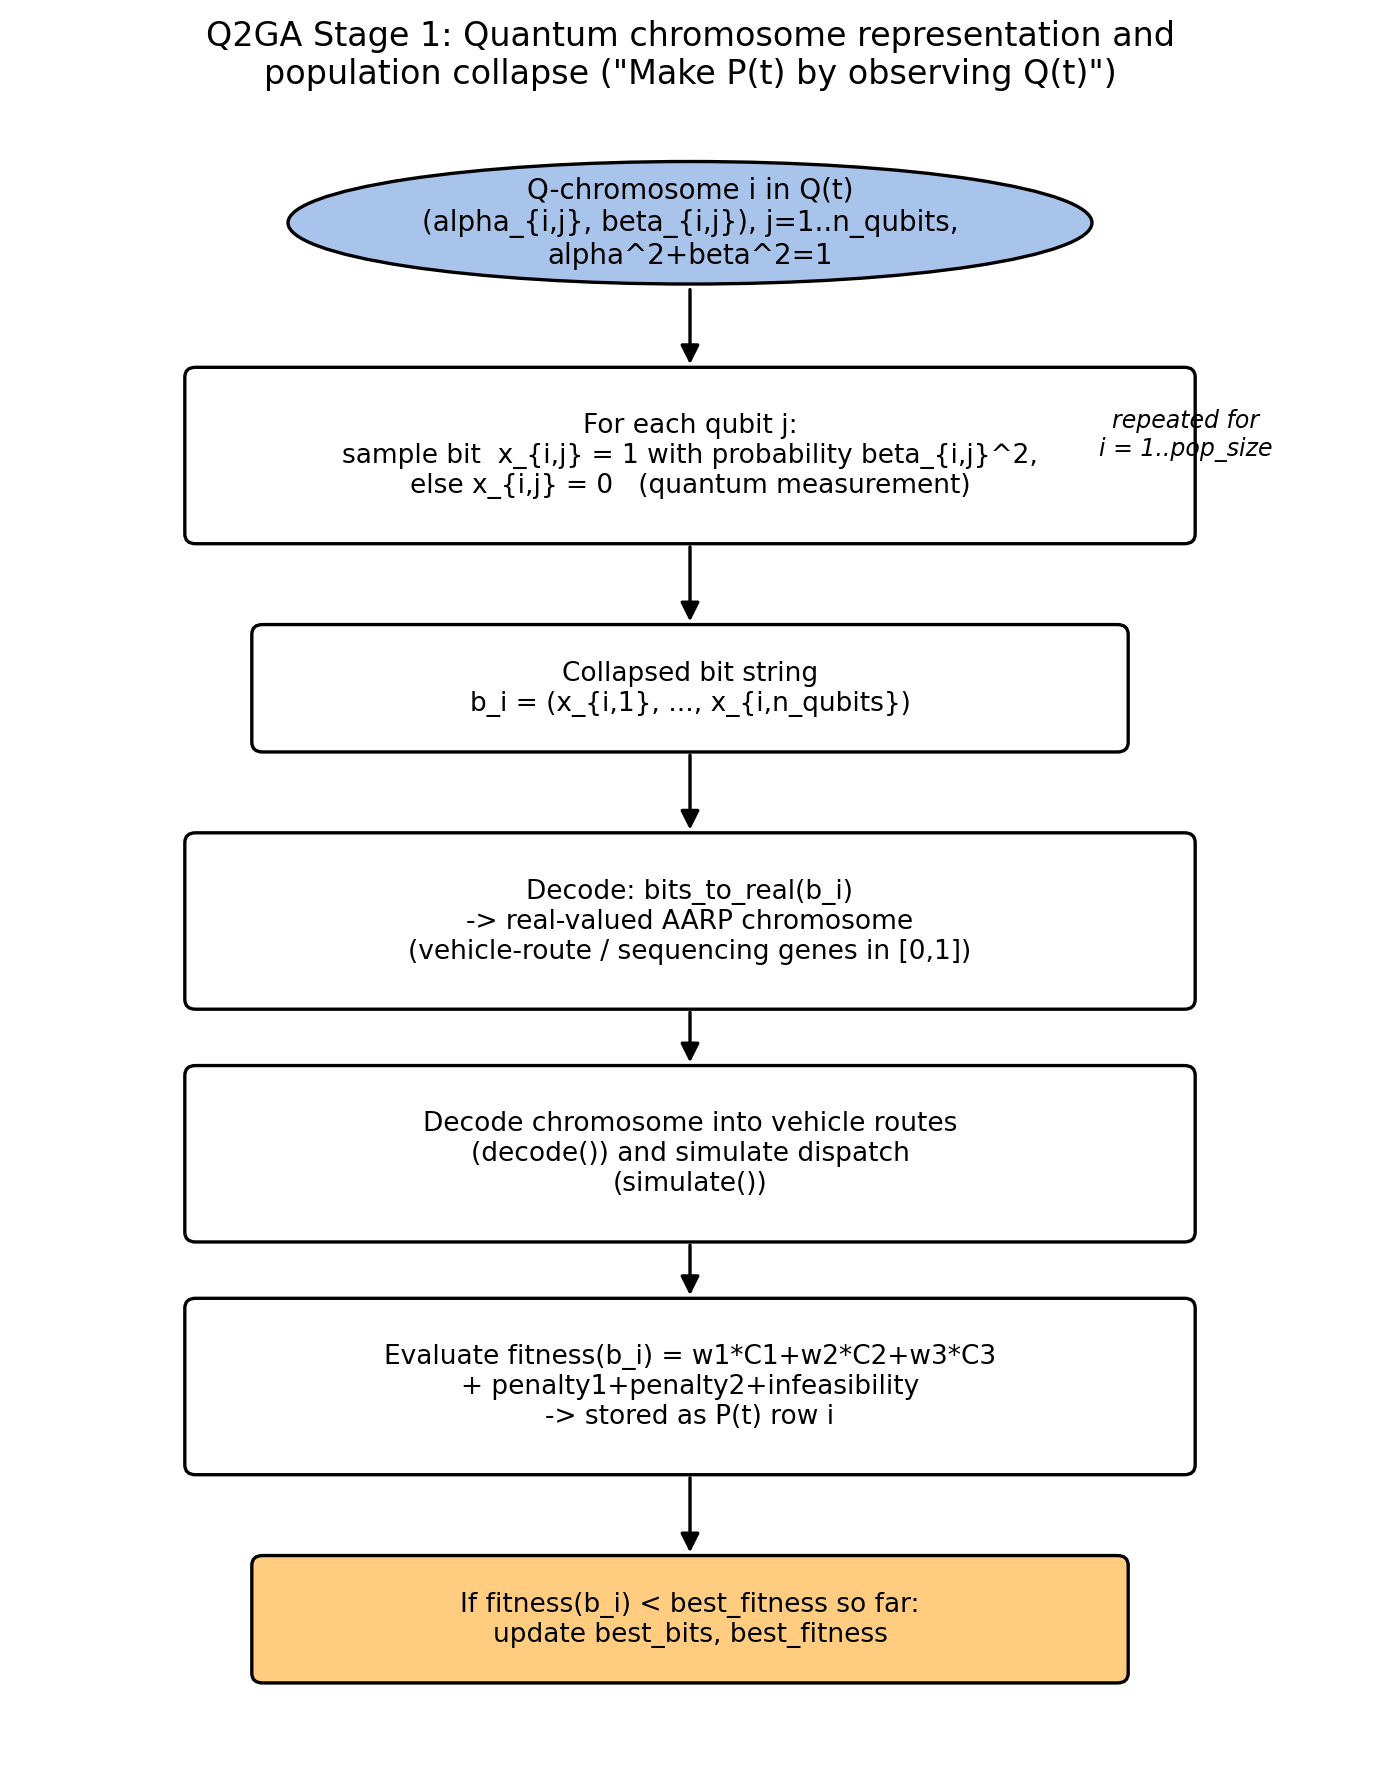 Q2GA Stage 1: Quantum chromosome representation and
population collapse ("Make P(t) by observing Q(t)")
Q-chromosome i in Q(t)
(alpha_{i,j}, beta_{i,j}), j=1..n_qubits,
alpha^2+beta^2=1
For each qubit j:
sample bit  x_{i,j} = 1 with probability beta_{i,j}^2,
else x_{i,j} = 0   (quantum measurement)
repeated for
i = 1..pop_size
Collapsed bit string
b_i = (x_{i,1}, ..., x_{i,n_qubits})
Decode: bits_to_real(b_i)
-> real-valued AARP chromosome
(vehicle-route / sequencing genes in [0,1])
Decode chromosome into vehicle routes
(decode()) and simulate dispatch
(simulate())
Evaluate fitness(b_i) = w1*C1+w2*C2+w3*C3
+ penalty1+penalty2+infeasibility
-> stored as P(t) row i
If fitness(b_i) < best_fitness so far:
update best_bits, best_fitness